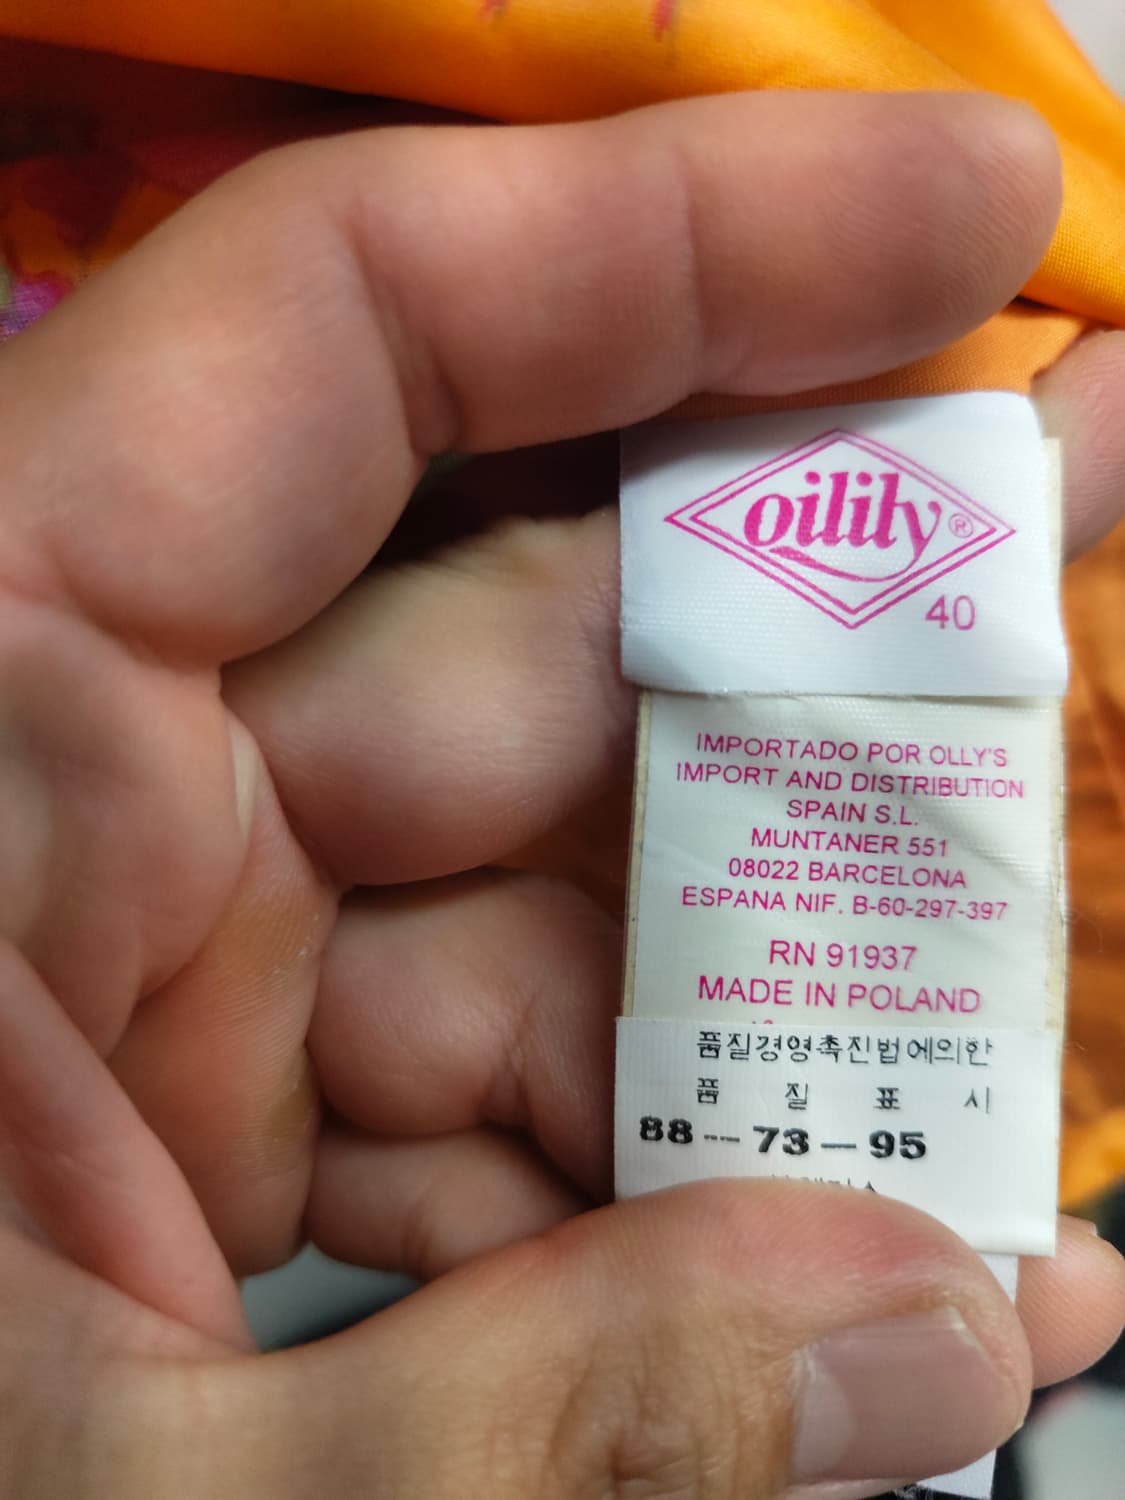 oilily®
40
IMPORTADO POR OLLY'S
IMPORT AND DISTRIBUTION
SPAIN S.L.
MUNTANER 551
08022 BARCELONA
ESPANA NIF. B-60-297-397
RN 91937
MADE IN POLAND
품질경영촉진법에의한
품 질 표 시
88-73-95